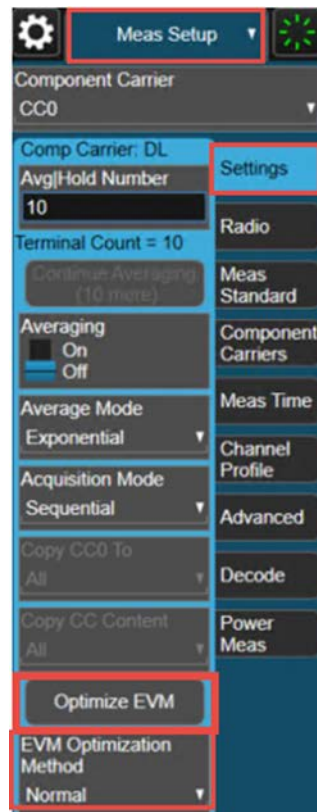 Meas Setup
Component Carrier
CC0
Comp Carrier: DL
Avg|Hold Number
10
Terminal Count = 10
Continue Averaging
(10 more)
Averaging
On
Off
Average Mode
Exponential
Acquisition Mode
Sequential
Copy CC0 To
All
Copy CC Content
All
Optimize EVM
EVM Optimization
Method
Normal
Settings
Radio
Meas
Standard
Component
Carriers
Meas Time
Channel
Profile
Advanced
Decode
Power
Meas